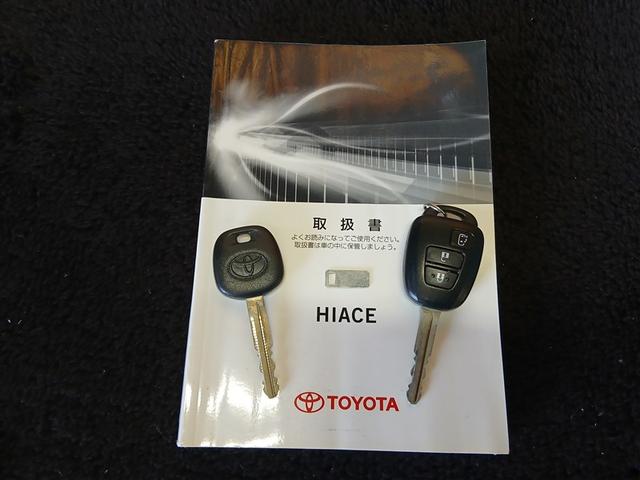 取扱書
よくお読みになってご使用ください。
取扱書は車の中に保管しましょう。
HIACE
TOYOTA